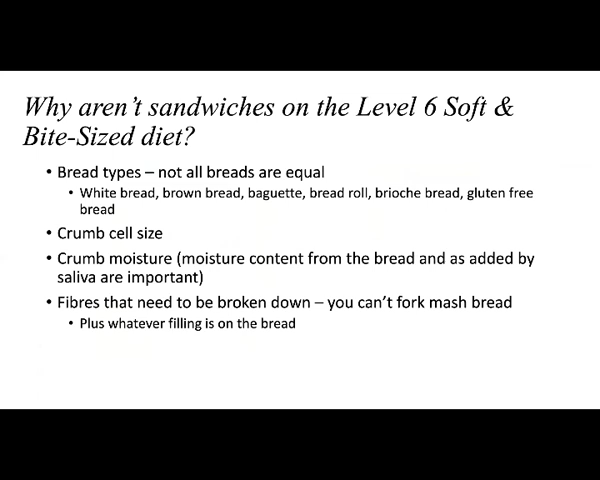 Why aren't sandwiches on the Level 6 Soft &
Bite-Sized diet?
• Bread types – not all breads are equal
• White bread, brown bread, baguette, bread roll, brioche bread, gluten free
bread
• Crumb cell size
• Crumb moisture (moisture content from the bread and as added by
saliva are important)
• Fibres that need to be broken down – you can't fork mash bread
• Plus whatever filling is on the bread